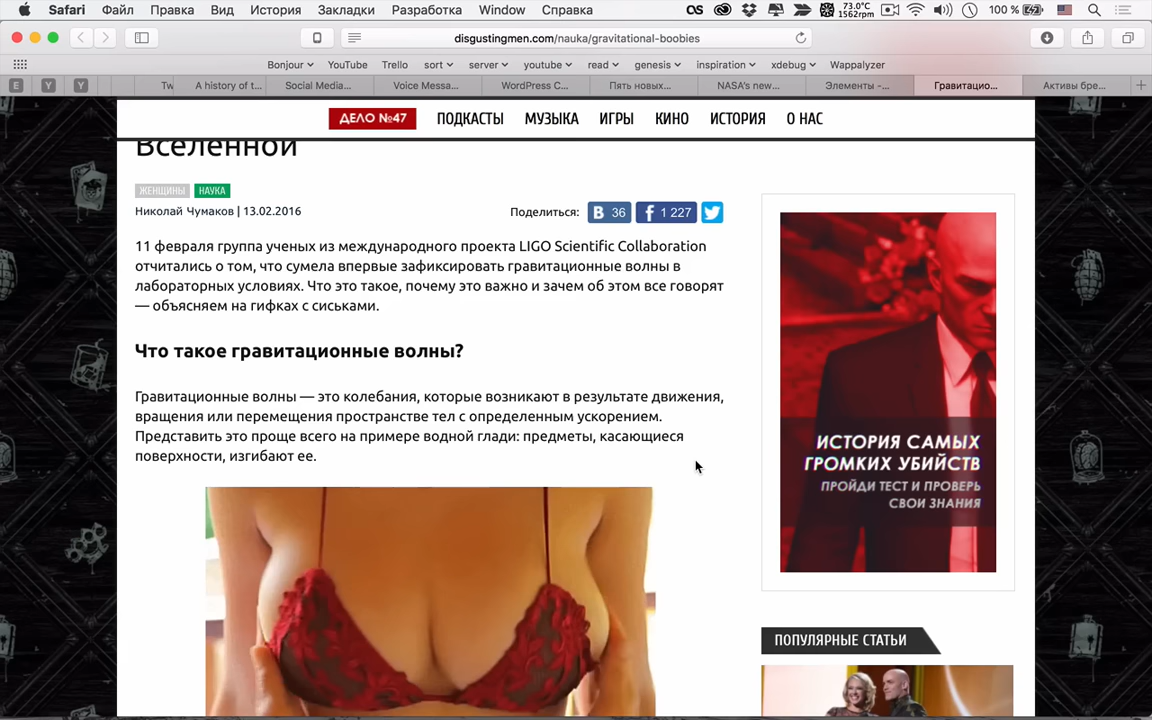 Safari Файл Правка Вид История Закладки Разработка Window Справка 73.0°C 1562rpm 100 %
disgustingmen.com/nauka/gravitational-boobies
Bonjour YouTube Trello sort server youtube read genesis inspiration xdebug Wappalyzer
E Y Y Tw A history of t... Social Media... Voice Messa... WordPress C... Пять новых... NASA's new... Элементы -... Гравитацио... Активы бре...
ДЕЛО №47 ПОДКАСТЫ МУЗЫКА ИГРЫ КИНО ИСТОРИЯ О НАС
Вселенной
ЖЕНЩИНЫ НАУКА
Николай Чумаков | 13.02.2016
Поделиться: B 36 f 1 227
11 февраля группа ученых из международного проекта LIGO Scientific Collaboration
отчитались о том, что сумела впервые зафиксировать гравитационные волны в
лабораторных условиях. Что это такое, почему это важно и зачем об этом все говорят
— объясняем на гифках с сиськами.
Что такое гравитационные волны?
Гравитационные волны — это колебания, которые возникают в результате движения,
вращения или перемещения пространстве тел с определенным ускорением.
Представить это проще всего на примере водной глади: предметы, касающиеся
поверхности, изгибают ее.
ИСТОРИЯ САМЫХ
ГРОМКИХ УБИЙСТВ
ПРОЙДИ ТЕСТ И ПРОВЕРЬ
СВОИ ЗНАНИЯ
ПОПУЛЯРНЫЕ СТАТЬИ